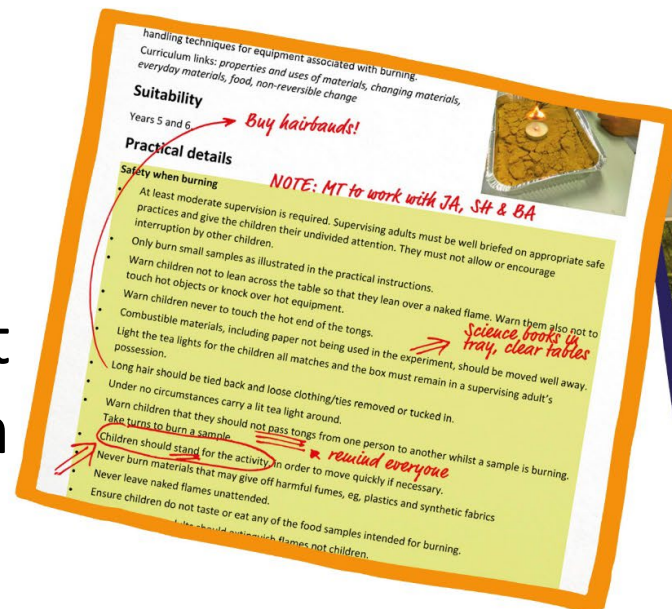 handling techniques for equipment associated with burning.
Curriculum links: properties and uses of materials, changing materials,
everyday materials, food, non-reversible change
Suitability
Years 5 and 6.
Buy hairbands!
Practical details
Safety when burning
NOTE: MT to work with JA, SH & BA
At least moderate supervision is required. Supervising adults must be well briefed on appropriate safe
practices and give the children their undivided attention. They must not allow or encourage
interruption by other children.
Only burn small samples as illustrated in the practical instructions.
Warn children not to lean across the table so that they lean over a naked flame. Warn them also not to
touch hot objects or knock over hot equipment.
Warn children never to touch the hot end of the tongs.
Science books in
tray, clear tables
Combustible materials, including paper not being used in the experiment, should be moved well away.
Light the tea lights for the children all matches and the box must remain in a supervising adult's
possession.
Long hair should be tied back and loose clothing/ties removed or tucked in.
Under no circumstances carry a lit tea light around.
Warn children that they should not pass tongs from one person to another whilst a sample is burning.
Take turns to burn a sample.
remind everyone
Children should stand for the activity, in order to move quickly if necessary.
Never burn materials that may give off harmful fumes, eg, plastics and synthetic fabrics
Never leave naked flames unattended.
Ensure children do not taste or eat any of the food samples intended for burning.
should extinguish flames not children.